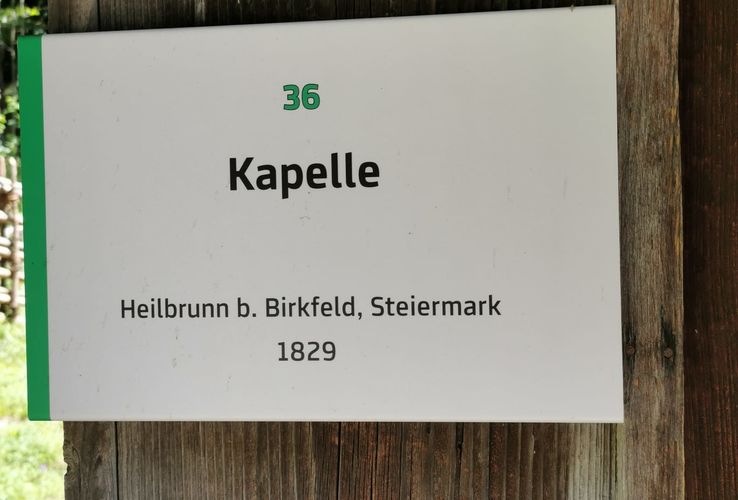 36
Kapelle
Heilbrunn b. Birkfeld, Steiermark
1829